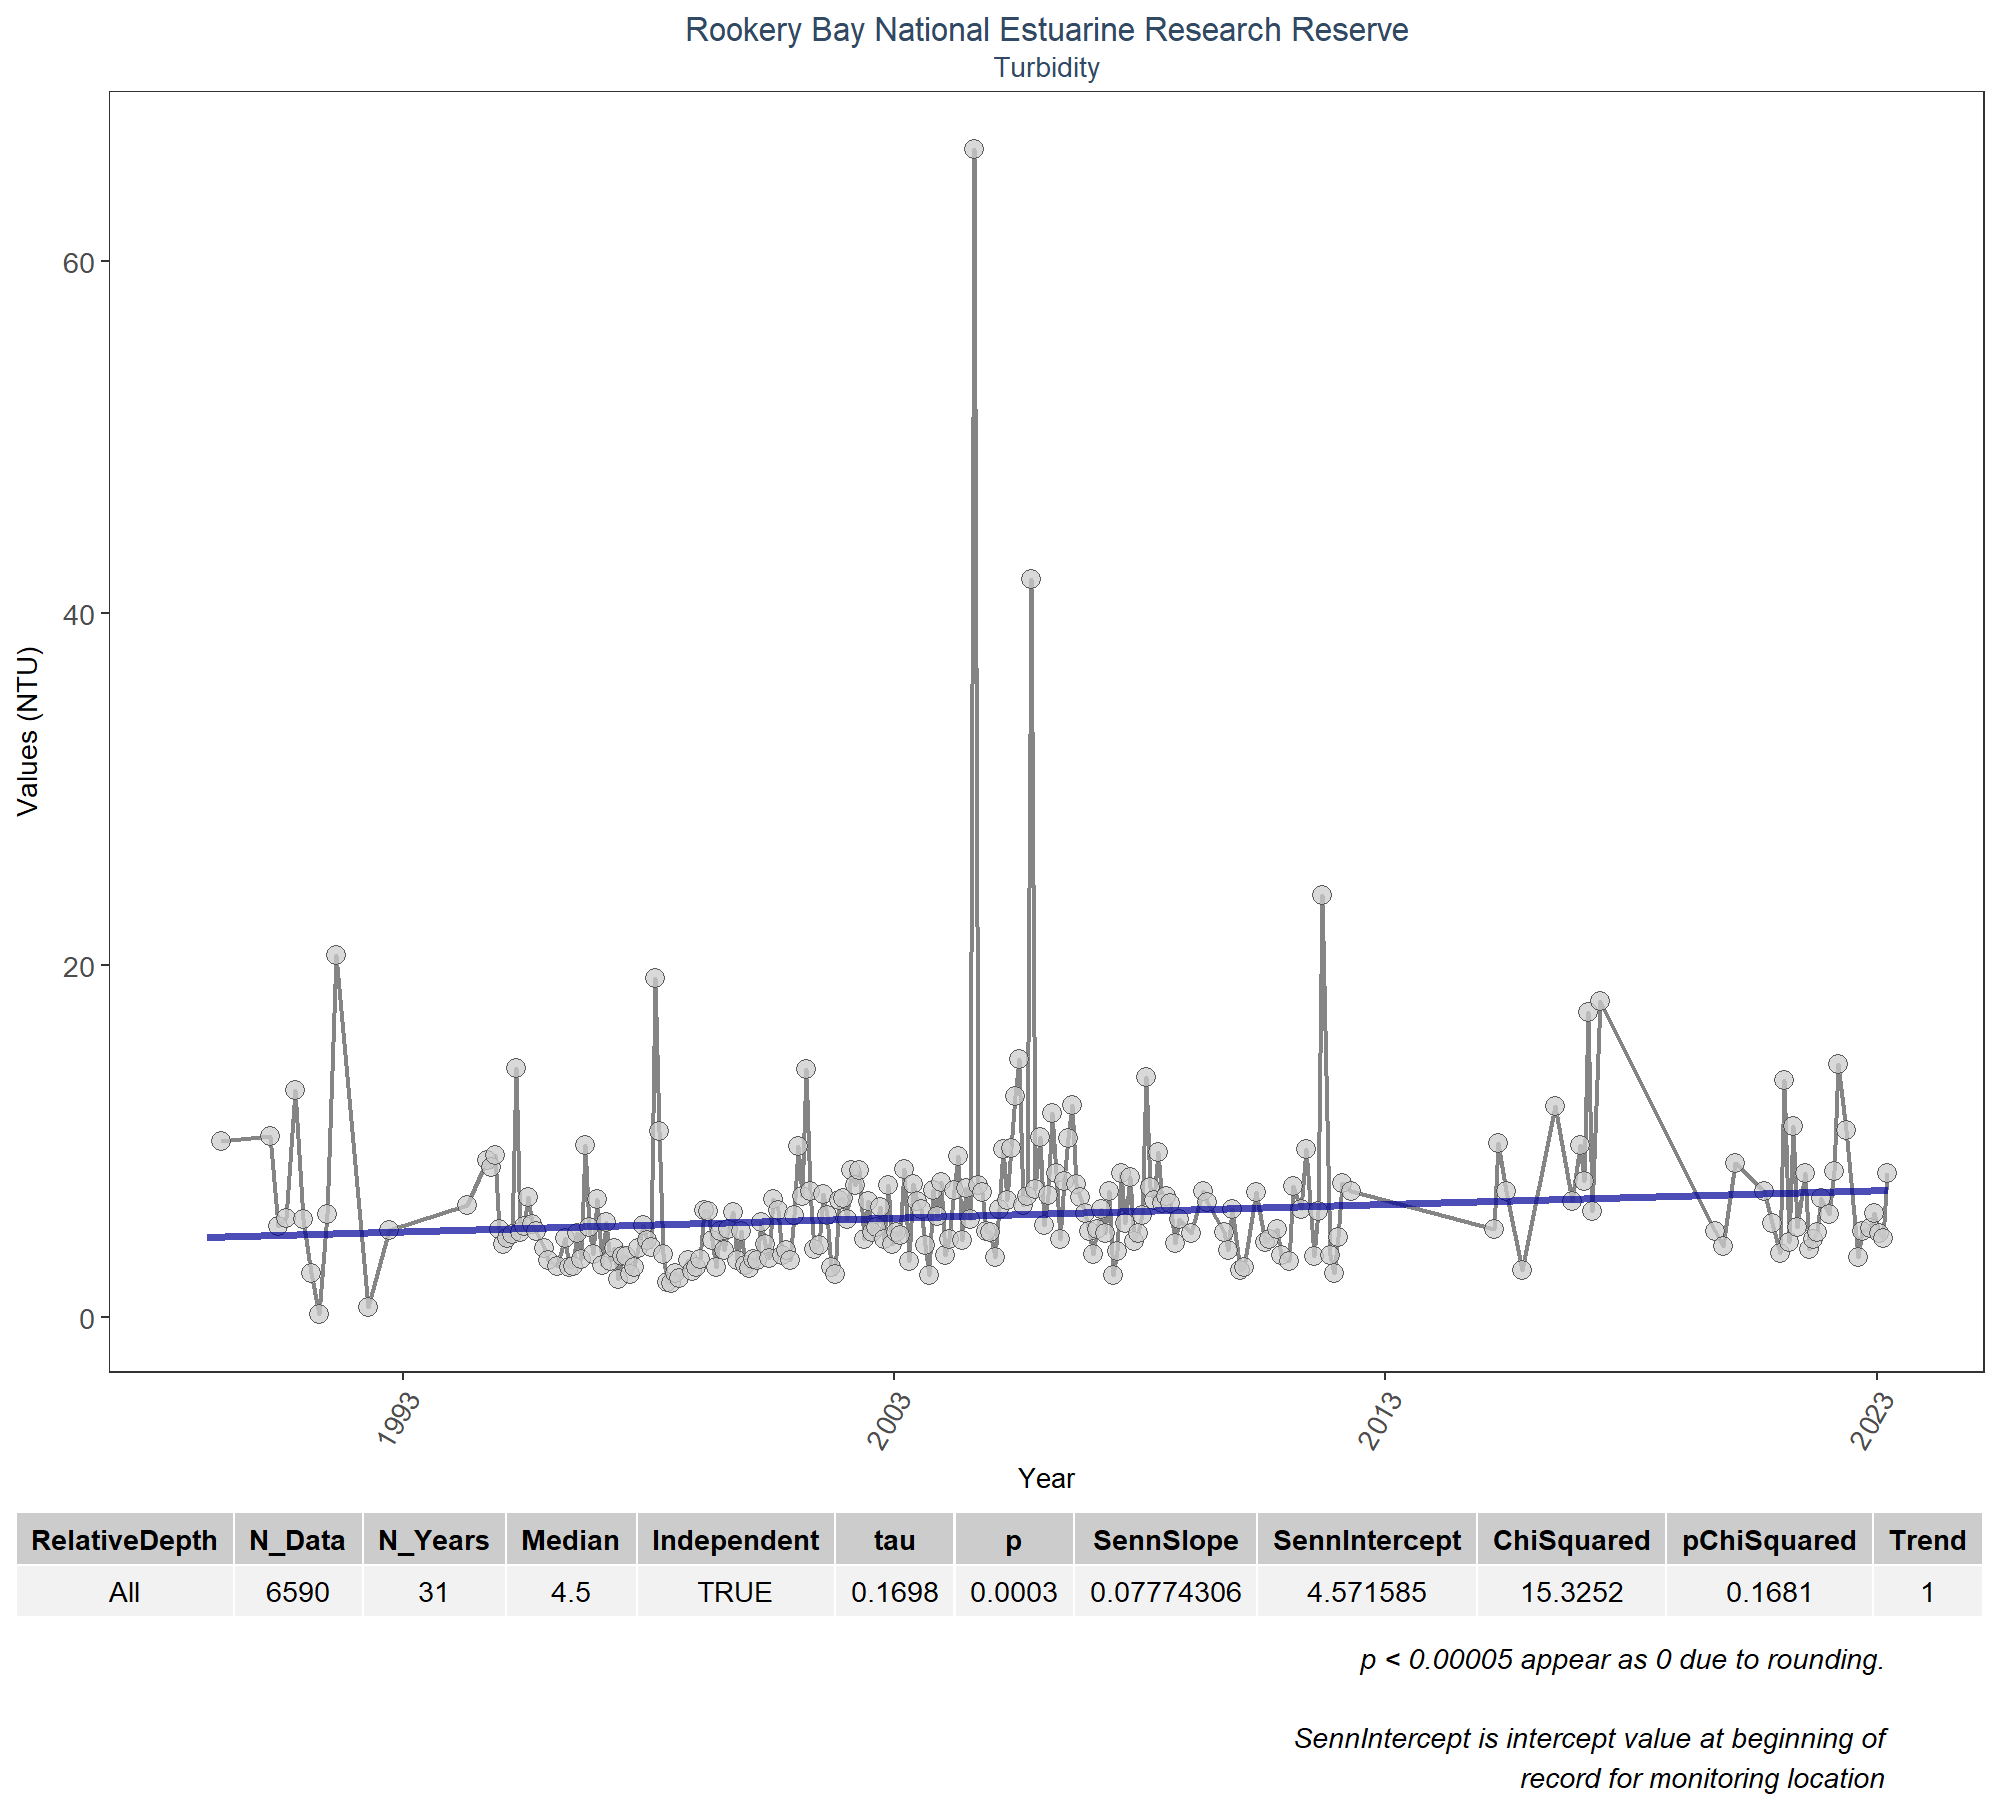 Rookery Bay National Estuarine Research Reserve
Turbidity
60
40
20
0
Values (NTU)
1993
2003
2013
2023
Year
RelativeDepth N_Data N_Years Median Independent tau p SennSlope SennIntercept ChiSquared pChiSquared Trend
All 6590 31 4.5 TRUE 0.1698 0.0003 0.07774306 4.571585 15.3252 0.1681 1
p < 0.00005 appear as 0 due to rounding.
SennIntercept is intercept value at beginning of
record for monitoring location